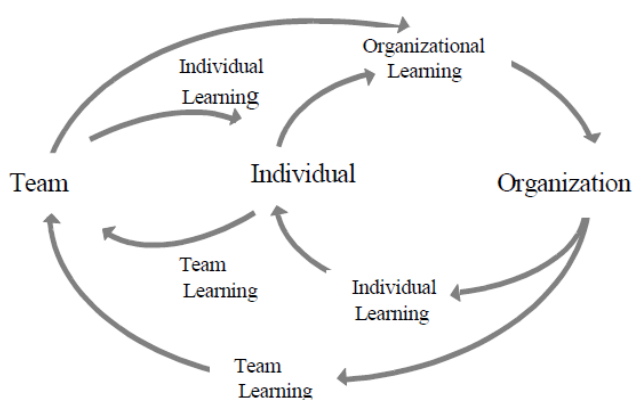 Organizational
Learning
Individual
Learning
Team
Individual
Organization
Team
Learning
Individual
Learning
Team
Learning